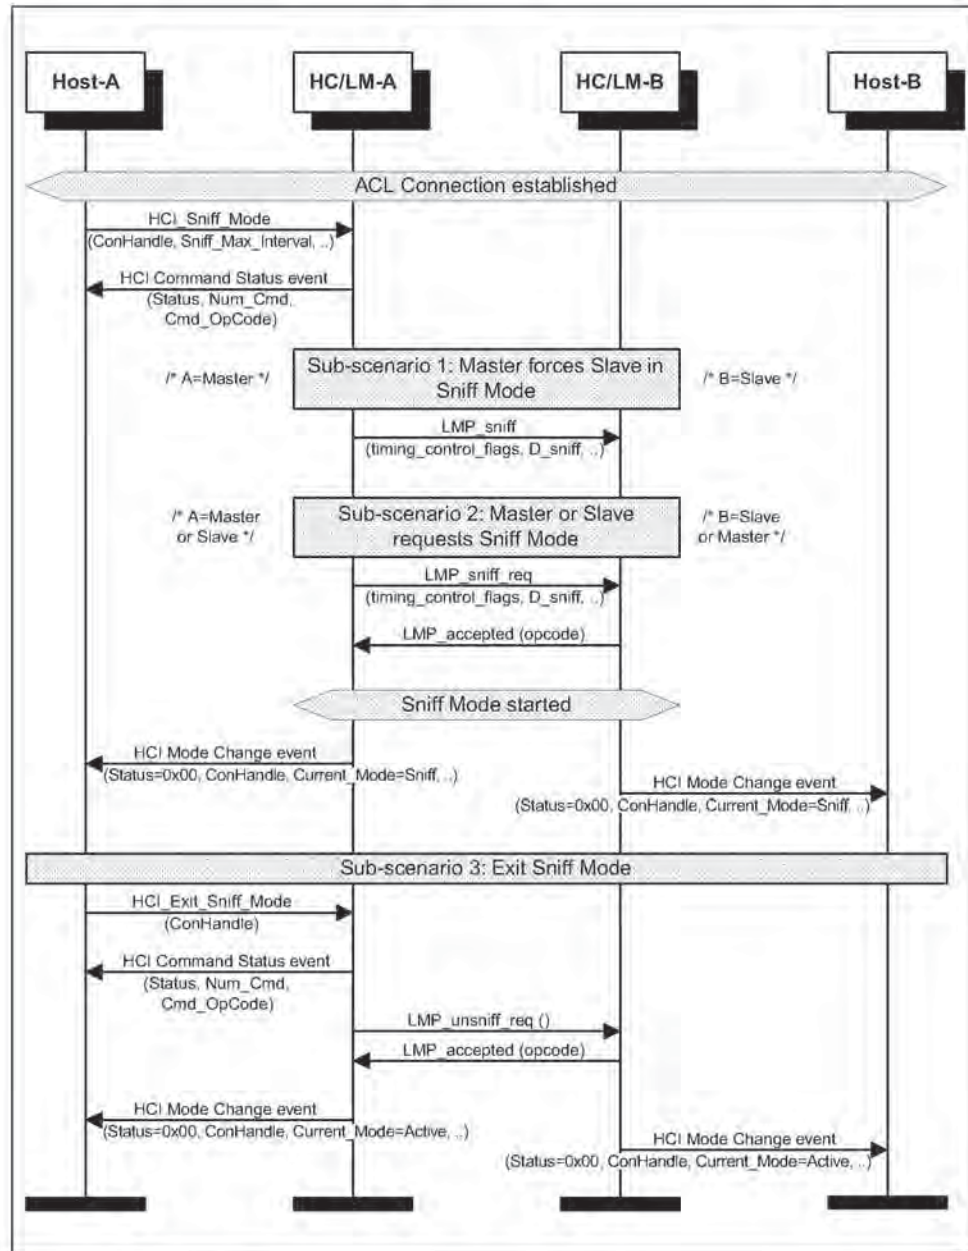 Host-A
HC/LM-A
HC/LM-B
Host-B
ACL Connection established
HCI_Sniff_Mode
(ConHandle, Sniff_Max_Interval, ..)
HCI Command Status event
(Status, Num_Cmd,
Cmd_OpCode)
/* A=Master */
Sub-scenario 1: Master forces Slave in
Sniff Mode
/* B=Slave */
LMP_sniff
(timing_control_flags, D_sniff, ..)
/* A=Master
or Slave */
Sub-scenario 2: Master or Slave
requests Sniff Mode
/* B=Slave
or Master */
LMP_sniff_req
(timing_control_flags, D_sniff, ..)
LMP_accepted (opcode)
Sniff Mode started
HCI Mode Change event
(Status=0x00, ConHandle, Current_Mode=Sniff, ..)
HCI Mode Change event
(Status=0x00, ConHandle, Current_Mode=Sniff, ..)
Sub-scenario 3: Exit Sniff Mode
HCI_Exit_Sniff_Mode
(ConHandle)
HCI Command Status event
(Status, Num_Cmd,
Cmd_OpCode)
LMP_unsniff_req ()
LMP_accepted (opcode)
HCI Mode Change event
(Status=0x00, ConHandle, Current_Mode=Active, ..)
HCI Mode Change event
(Status=0x00, ConHandle, Current_Mode=Active, ..)